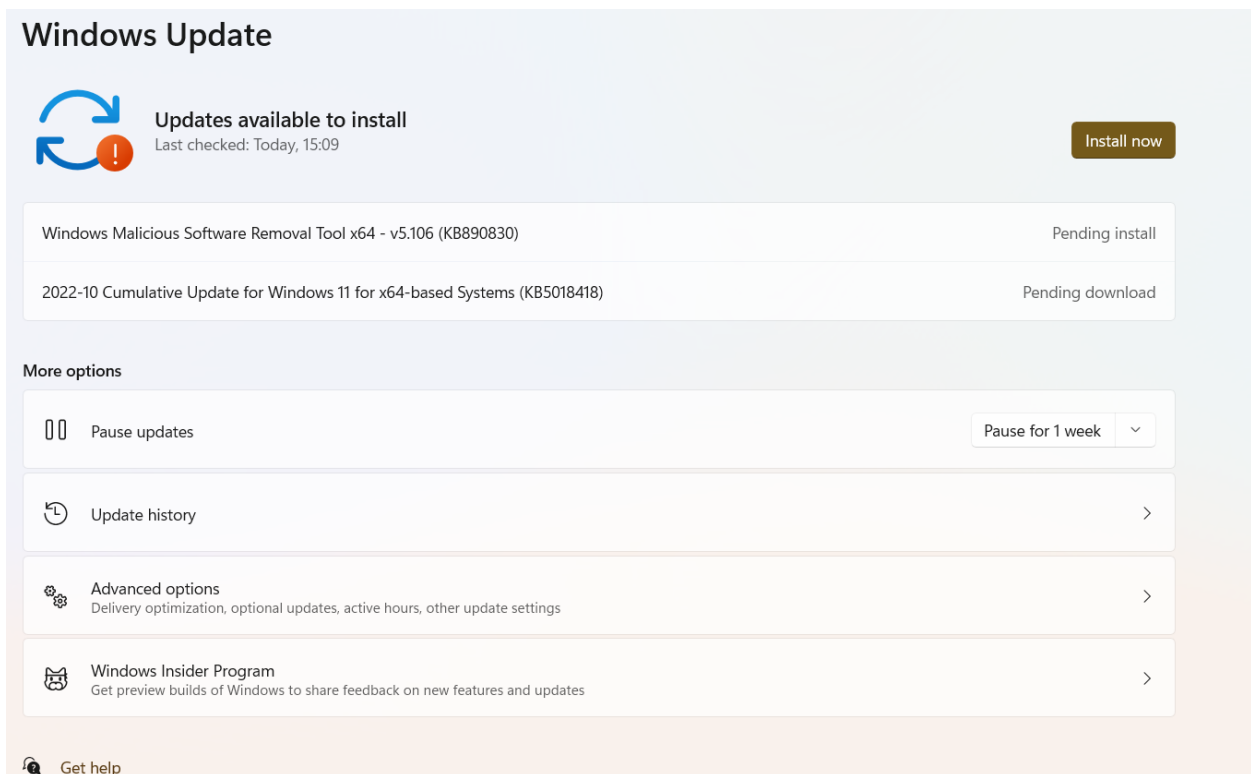 Windows Update
Updates available to install
Last checked: Today, 15:09
Install now
Windows Malicious Software Removal Tool x64 - v5.106 (KB890830)
Pending install
2022-10 Cumulative Update for Windows 11 for x64-based Systems (KB5018418)
Pending download
More options
Pause updates
Pause for 1 week
Update history
Advanced options
Delivery optimization, optional updates, active hours, other update settings
Windows Insider Program
Get preview builds of Windows to share feedback on new features and updates
Get help